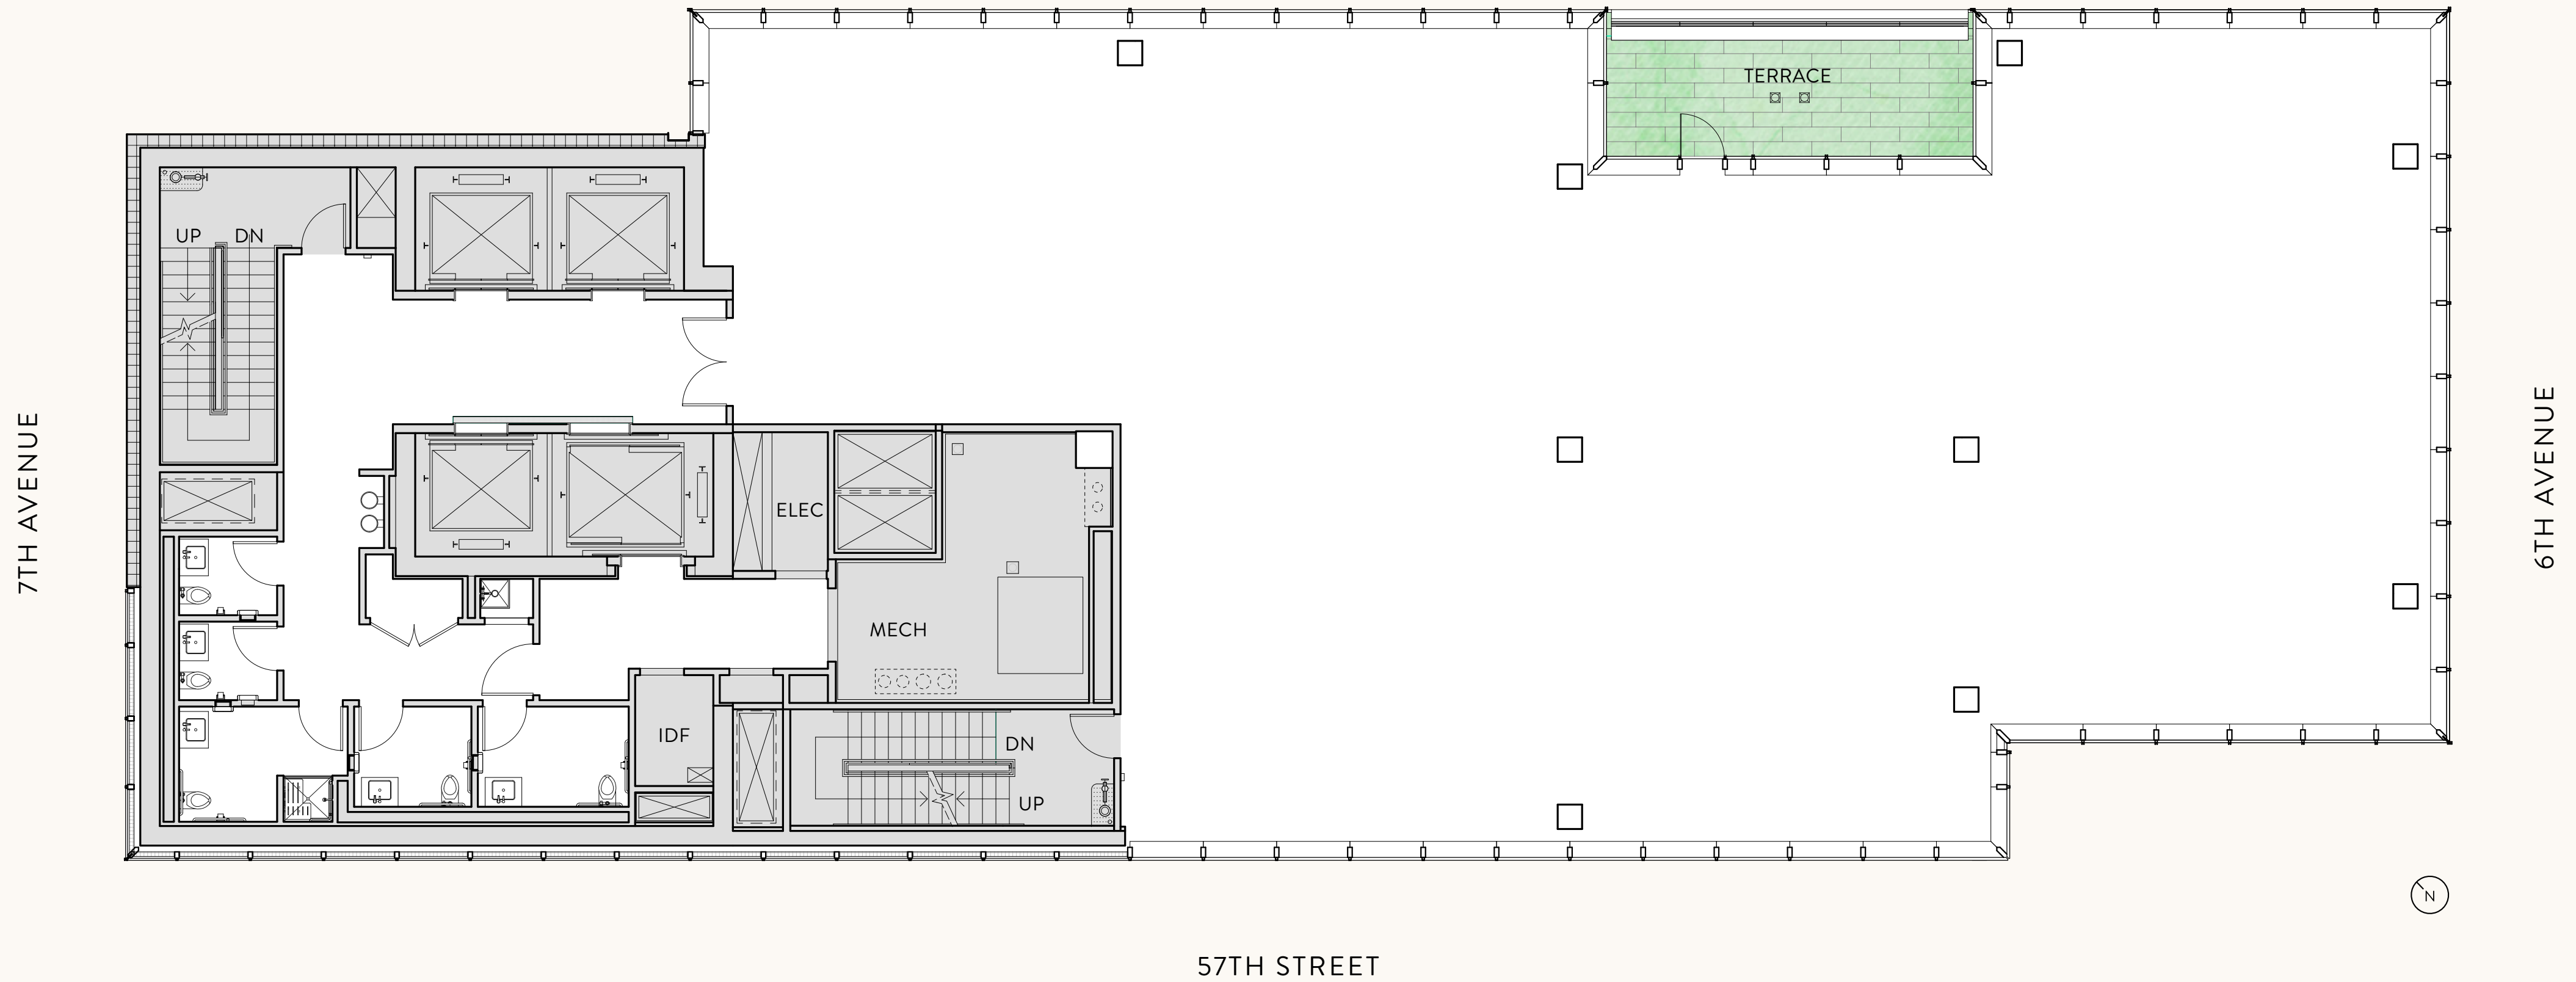 TERRACE
UP
DN
7TH AVENUE
6TH AVENUE
ELEC
MECH
IDF
DN
UP
N
57TH STREET